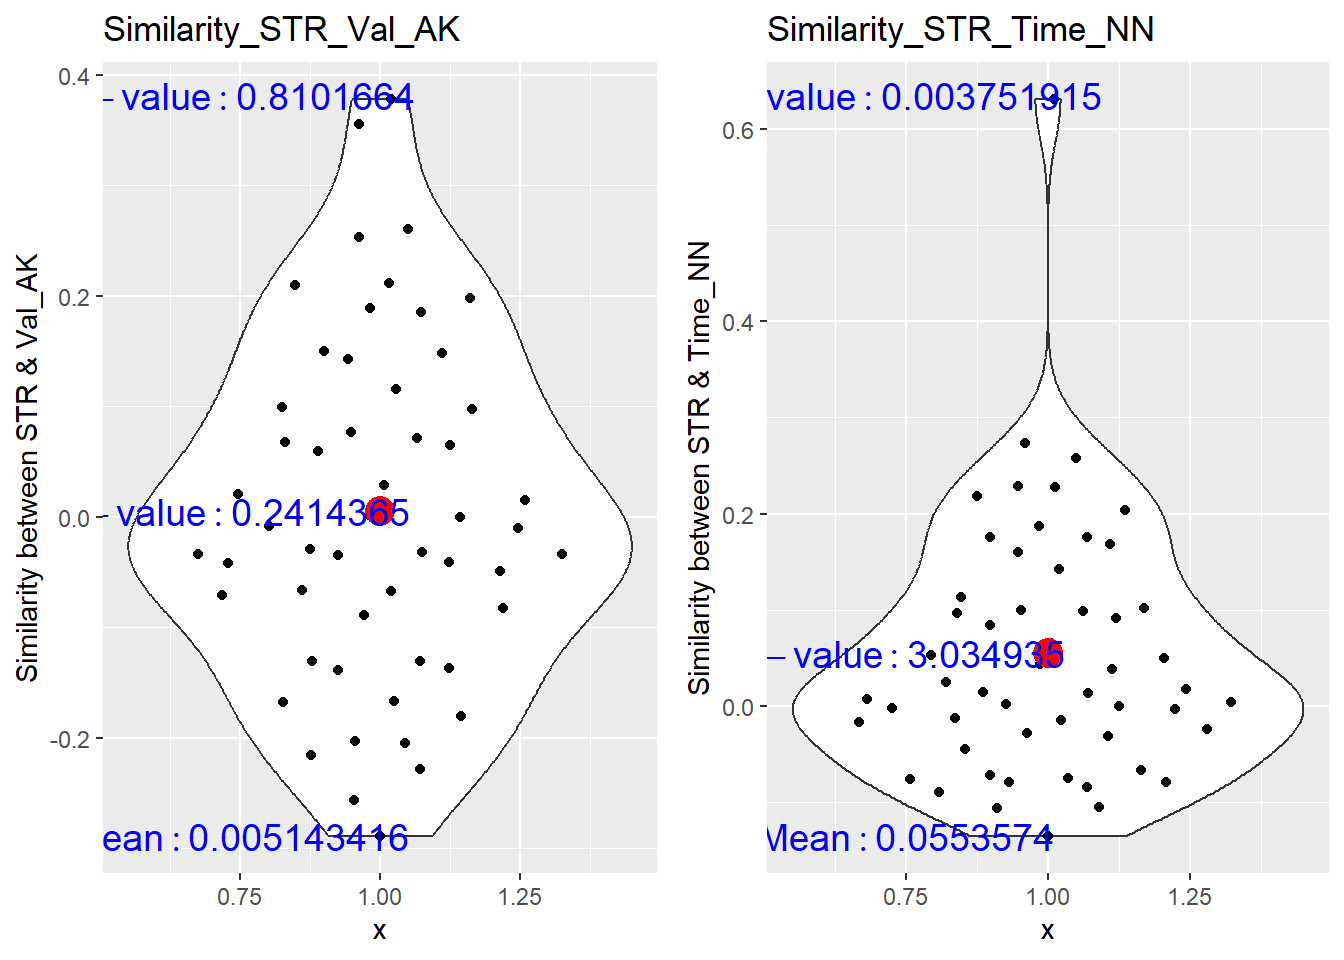 Similarity_STR_Val_AK
Similarity between STR & Val_AK
0.4
0.2
0.0
-0.2
- value : 0.8101664
- value : 0.2414365
ean : 0.005143416
0.75 1.00 1.25
x
Similarity_STR_Time_NN
Similarity between STR & Time_NN
0.6
0.4
0.2
0.0
value : 0.003751915
- value : 3.034935
Mean : 0.0553574
0.75 1.00 1.25
x